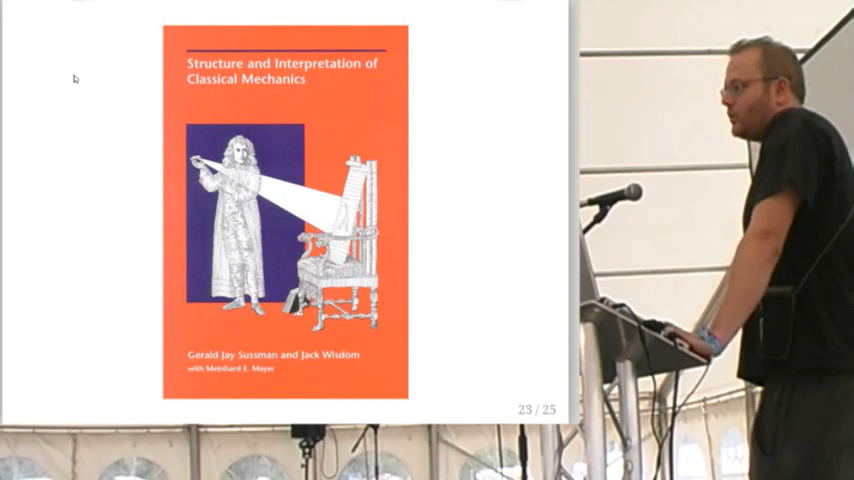 Structure and Interpretation of
Classical Mechanics
Gerald Jay Sussman and Jack Wisdom
with Meinhard E. Mayer
23 / 25